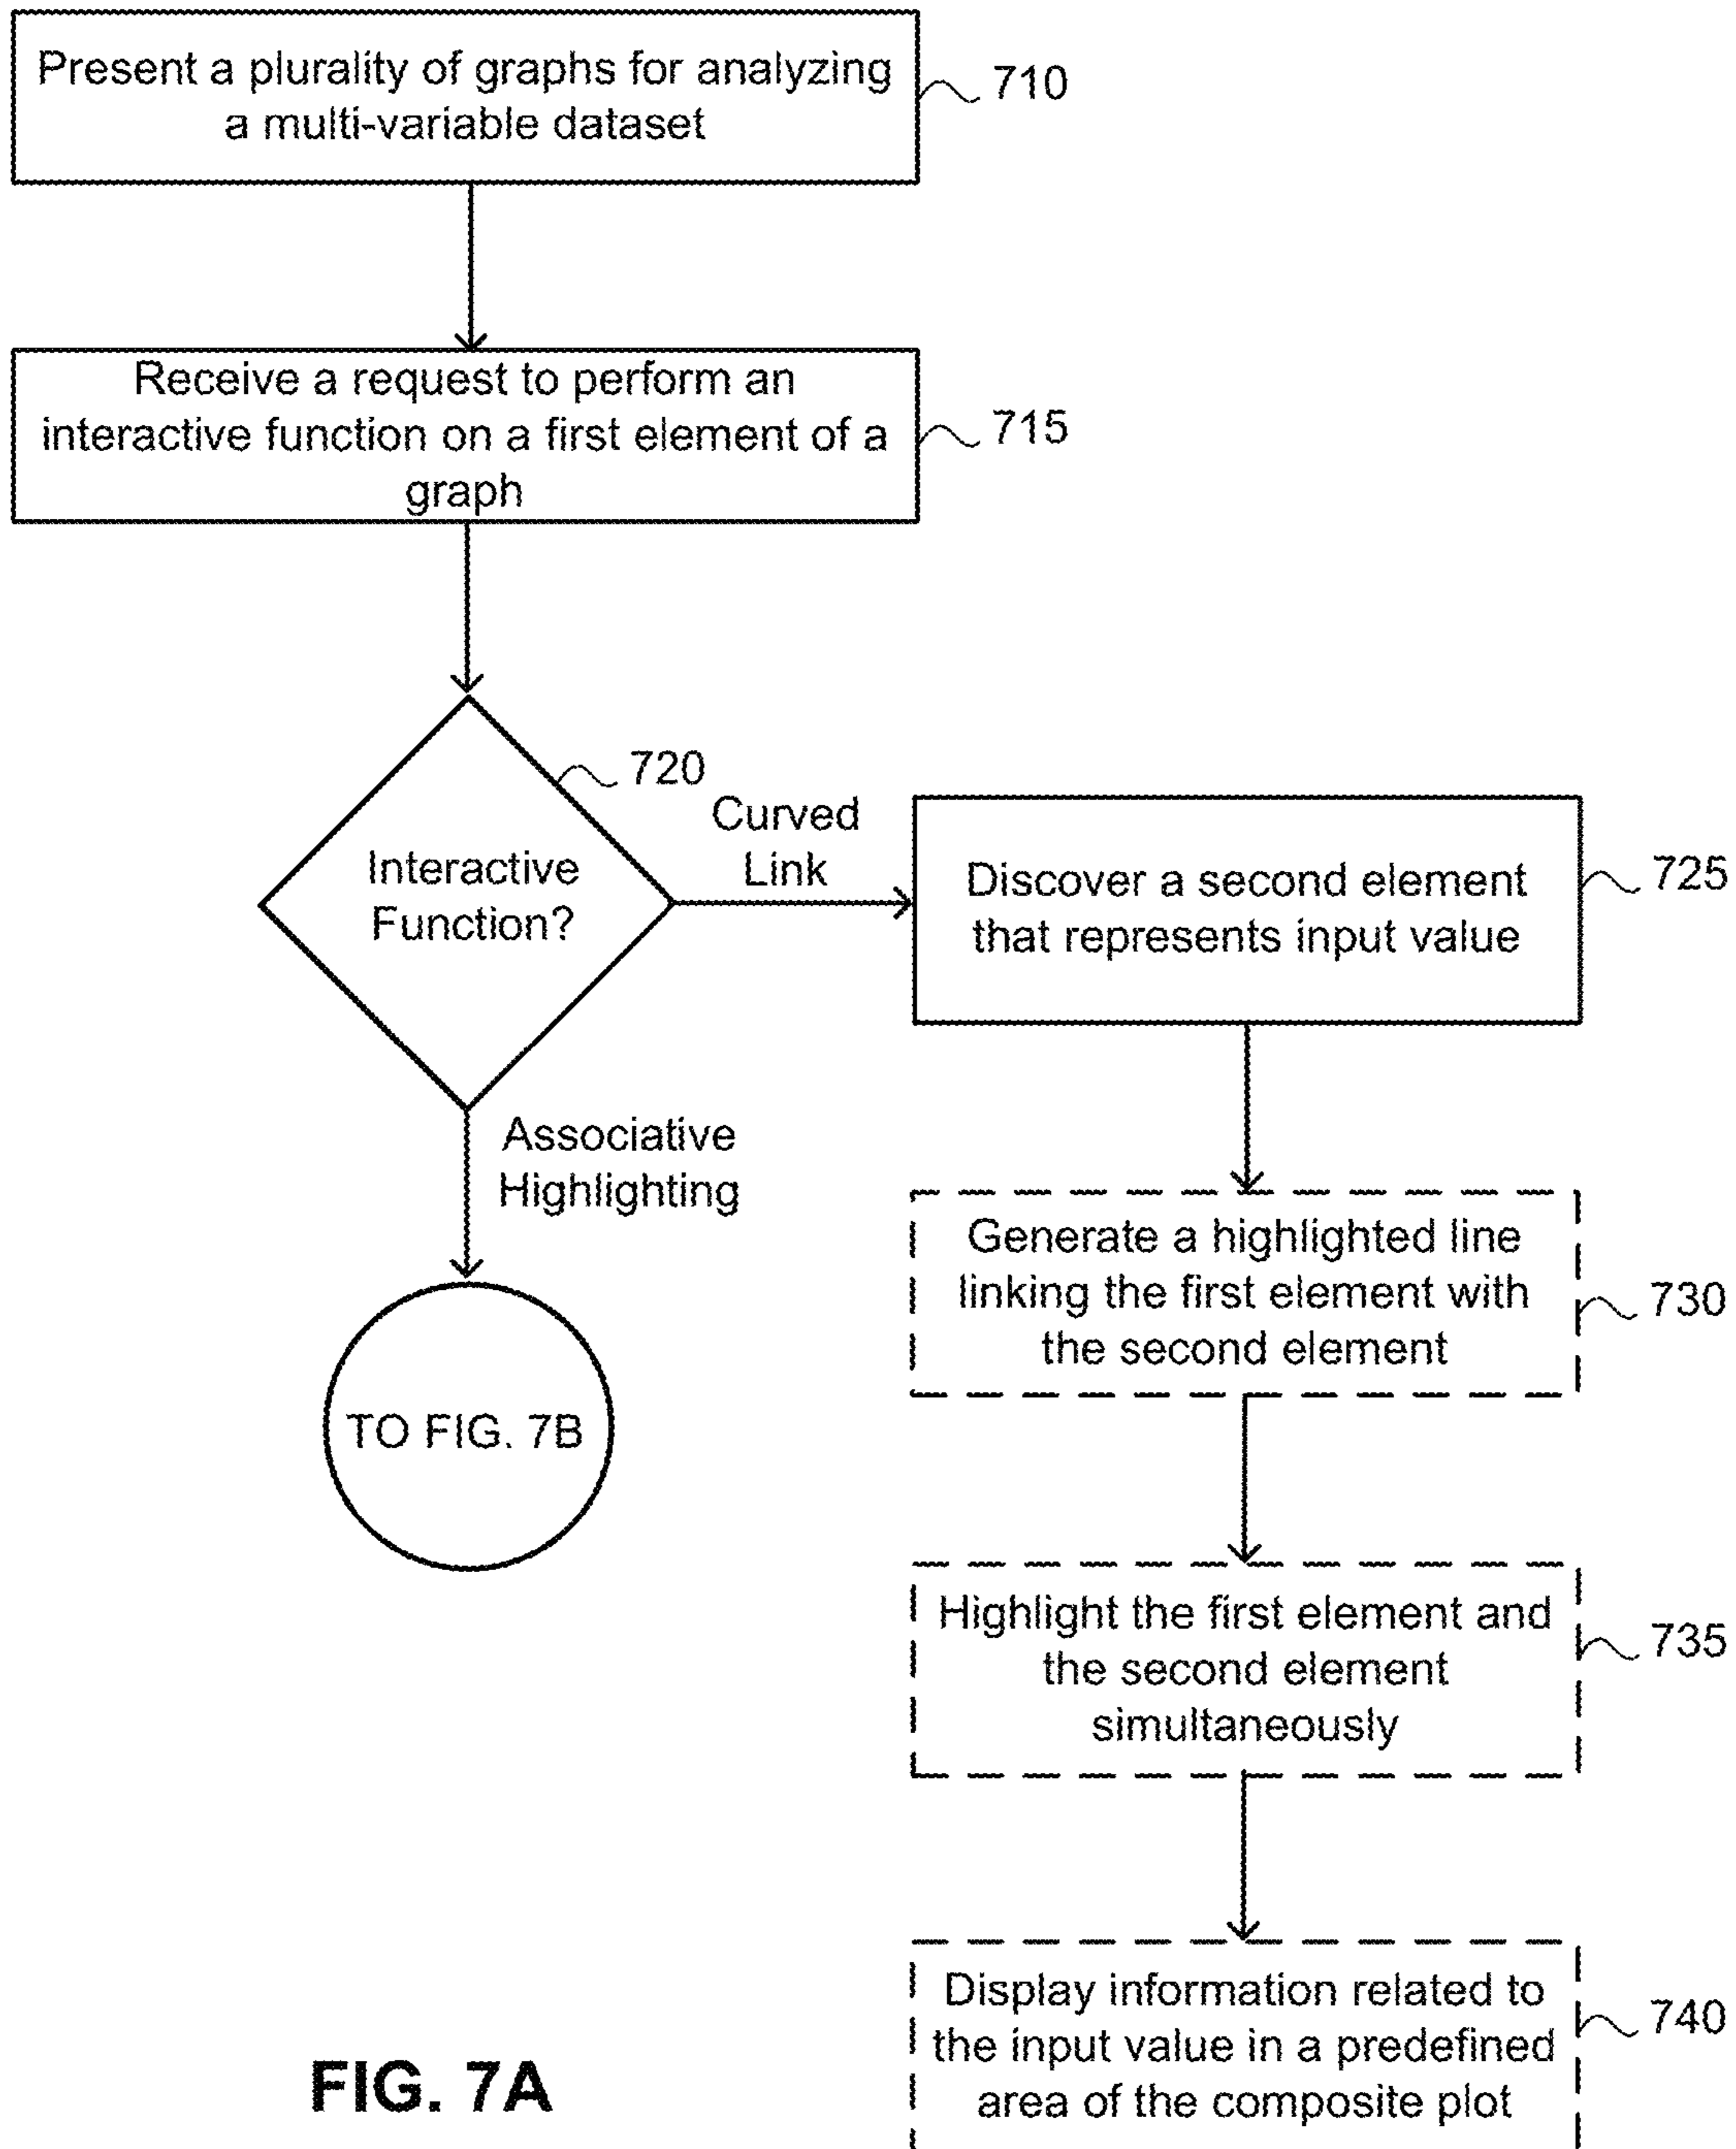 Present a plurality of graphs for analyzing
a multi-variable dataset
710
Receive a request to perform an
interactive function on a first element of a
graph
715
720
Interactive
Function?
Curved
Link
Discover a second element
that represents input value
725
Associative
Highlighting
TO FIG. 7B
Generate a highlighted line
linking the first element with
the second element
730
Highlight the first element and
the second element
simultaneously
735
Display information related to
the input value in a predefined
area of the composite plot
740
FIG. 7A